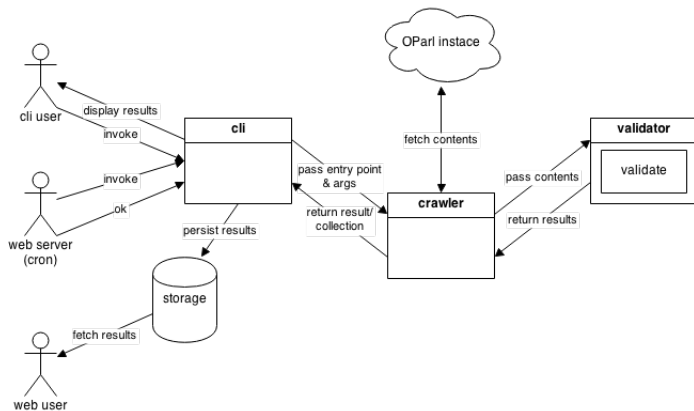 OParl instace
cli user
display results
invoke
cli
fetch contents
validator
validate
invoke
pass entry point
& args
pass contents
crawler
ok
return result/
collection
return results
web server
(cron)
persist results
storage
fetch results
web user